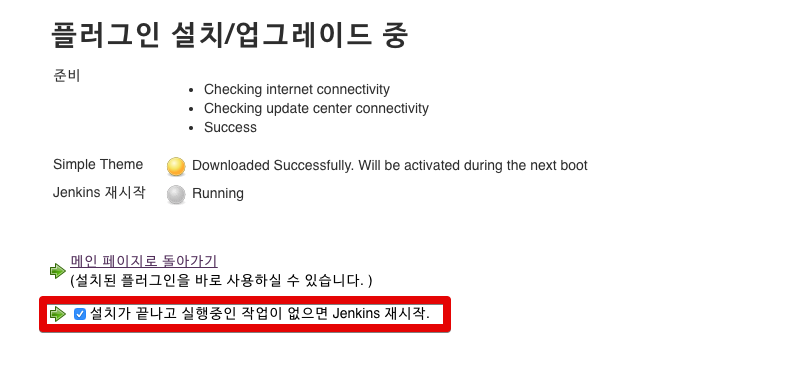 플러그인 설치/업그레이드 중
준비
Checking internet connectivity
Checking update center connectivity
Success
Simple Theme Downloaded Successfully. Will be activated during the next boot
Jenkins 재시작 Running
메인 페이지로 돌아가기
(설치된 플러그인을 바로 사용하실 수 있습니다. )
설치가 끝나고 실행중인 작업이 없으면 Jenkins 재시작.